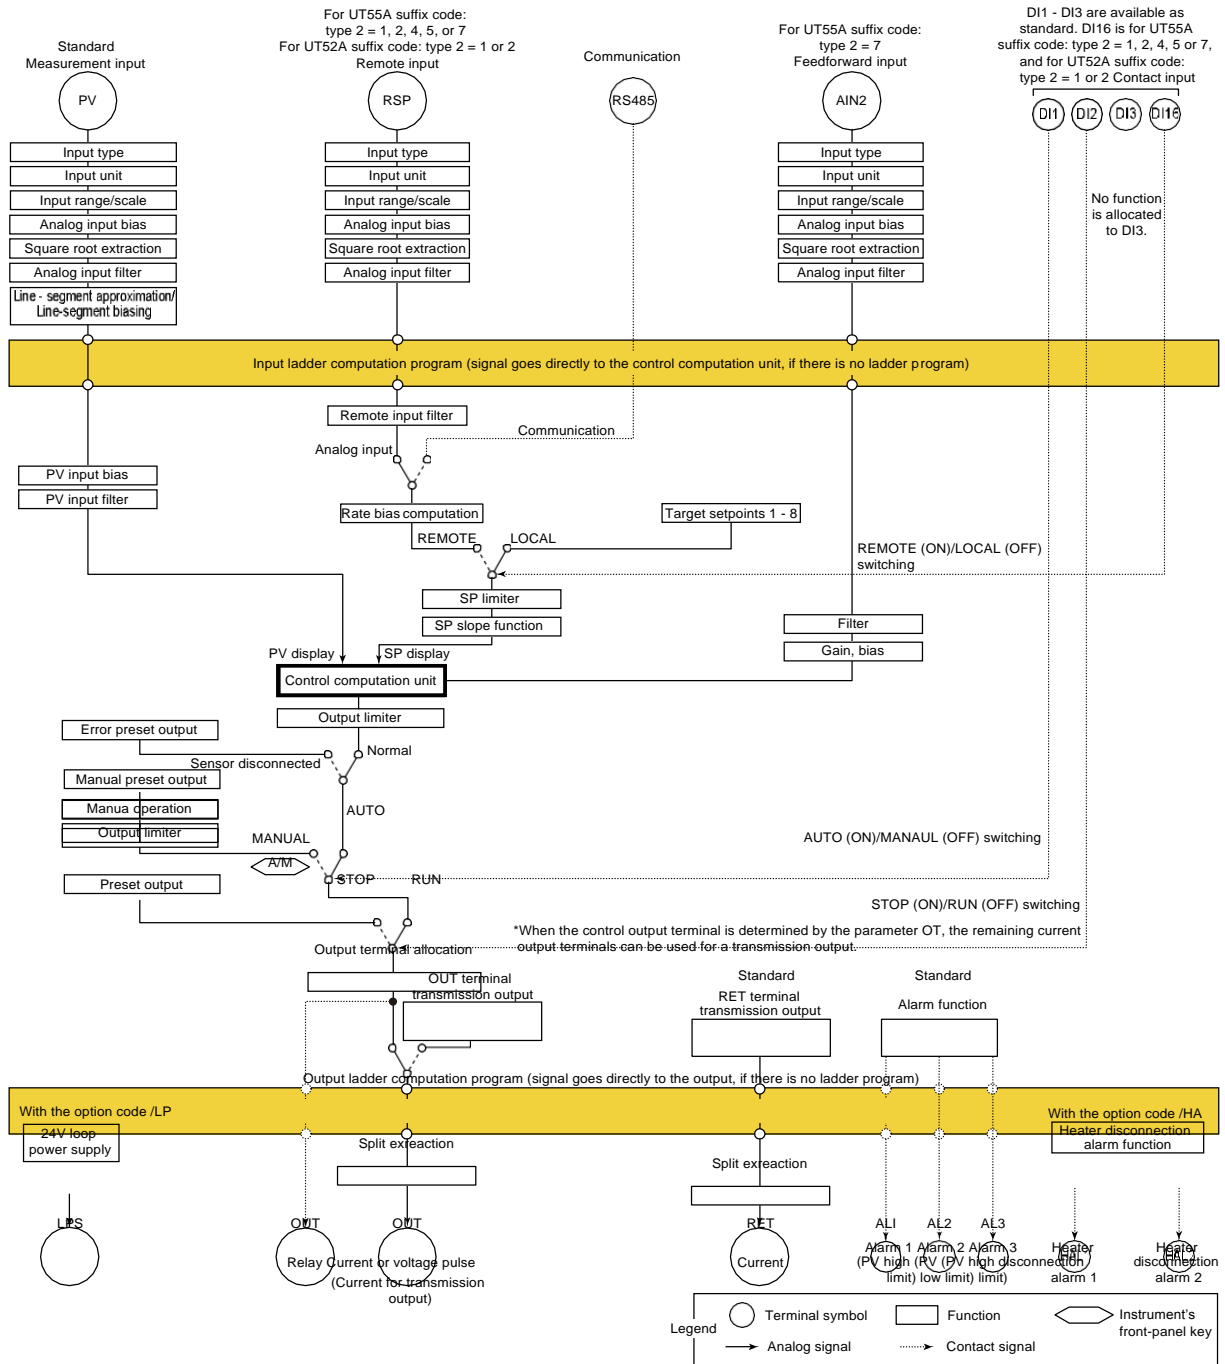 For UT55A suffix code:
type 2 = 1, 2, 4, 5, or 7
For UT52A suffix code: type 2 = 1 or 2
Remote input
Standard
Measurement input
Communication
For UT55A suffix code:
type 2 = 7
Feedforward input
DI1 - DI3 are available as
standard. DI16 is for UT55A
suffix code: type 2 = 1, 2, 4, 5 or 7,
and for UT52A suffix code:
type 2 = 1 or 2 Contact input
PV
RSP
RS485
AIN2
DI1
DI2
DI3
DI16
Input type
Input unit
Input range/scale
Analog input bias
Square root extraction
Analog input filter
Line - segment approximation/
Line-segment biasing
Input type
Input unit
Input range/scale
Analog input bias
Square root extraction
Analog input filter
Input type
Input unit
Input range/scale
Analog input bias
Square root extraction
Analog input filter
No function
is allocated
to DI3.
Input ladder computation program (signal goes directly to the control computation unit, if there is no ladder program)
Remote input filter
Communication
Analog input
PV input bias
PV input filter
Rate bias computation
Target setpoints 1 - 8
REMOTE
LOCAL
REMOTE (ON)/LOCAL (OFF)
switching
SP limiter
SP slope function
Filter
Gain, bias
PV display
SP display
Control computation unit
Output limiter
Error preset output
Normal
Sensor disconnected
Manual preset output
Manua operation
Output limiter
AUTO
MANUAL
A/M
AUTO (ON)/MANAUL (OFF) switching
Preset output
STOP
RUN
STOP (ON)/RUN (OFF) switching
*When the control output terminal is determined by the parameter OT, the remaining current
output terminals can be used for a transmission output.
Output terminal allocation
OUT terminal
transmission output
Standard
RET terminal
transmission output
Standard
Alarm function
Output ladder computation program (signal goes directly to the output, if there is no ladder program)
With the option code /LP
24V loop
power supply
With the option code /HA
Heater disconnection
alarm function
Split exreaction
Split exreaction
LPS
OUT
OUT
RET
AL1
AL2
AL3
Relay
Current or voltage pulse
(Current for transmission
output)
Current
Alarm 1
(PV high
limit)
Alarm 2
(PV
low limit)
Alarm 3
(PV high
limit)
HAL
Heater
disconnection
alarm 1
HAL
Heater
disconnection
alarm 2
Legend
Terminal symbol
Function
Instrument's
front-panel key
Analog signal
Contact signal